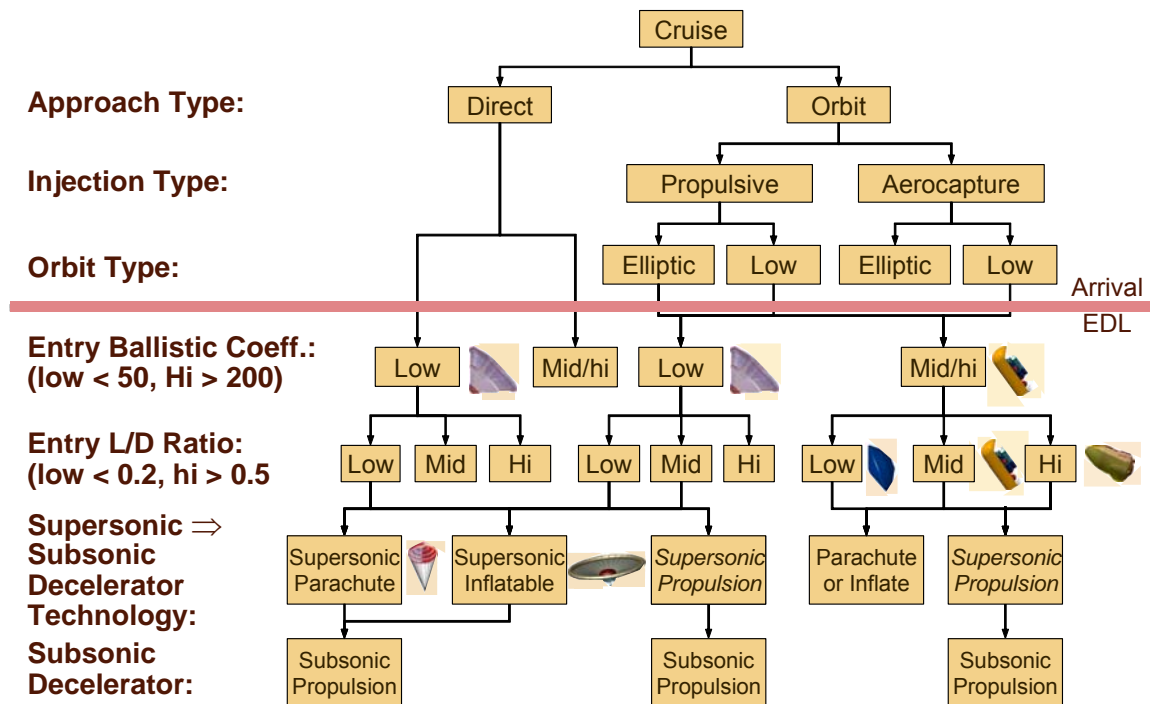 Cruise
Approach Type:
Direct
Orbit
Injection Type:
Propulsive
Aerocapture
Orbit Type:
Elliptic
Low
Elliptic
Low
Arrival
EDL
Entry Ballistic Coeff.:
(low < 50, Hi > 200)
Low
Mid/hi
Low
Mid/hi
Entry L/D Ratio:
(low < 0.2, hi > 0.5
Low
Mid
Hi
Low
Mid
Hi
Low
Mid
Hi
Supersonic ⇒
Subsonic
Decelerator
Technology:
Supersonic
Parachute
Supersonic
Inflatable
Supersonic
Propulsion
Parachute
or Inflate
Supersonic
Propulsion
Subsonic
Decelerator:
Subsonic
Propulsion
Subsonic
Propulsion
Subsonic
Propulsion